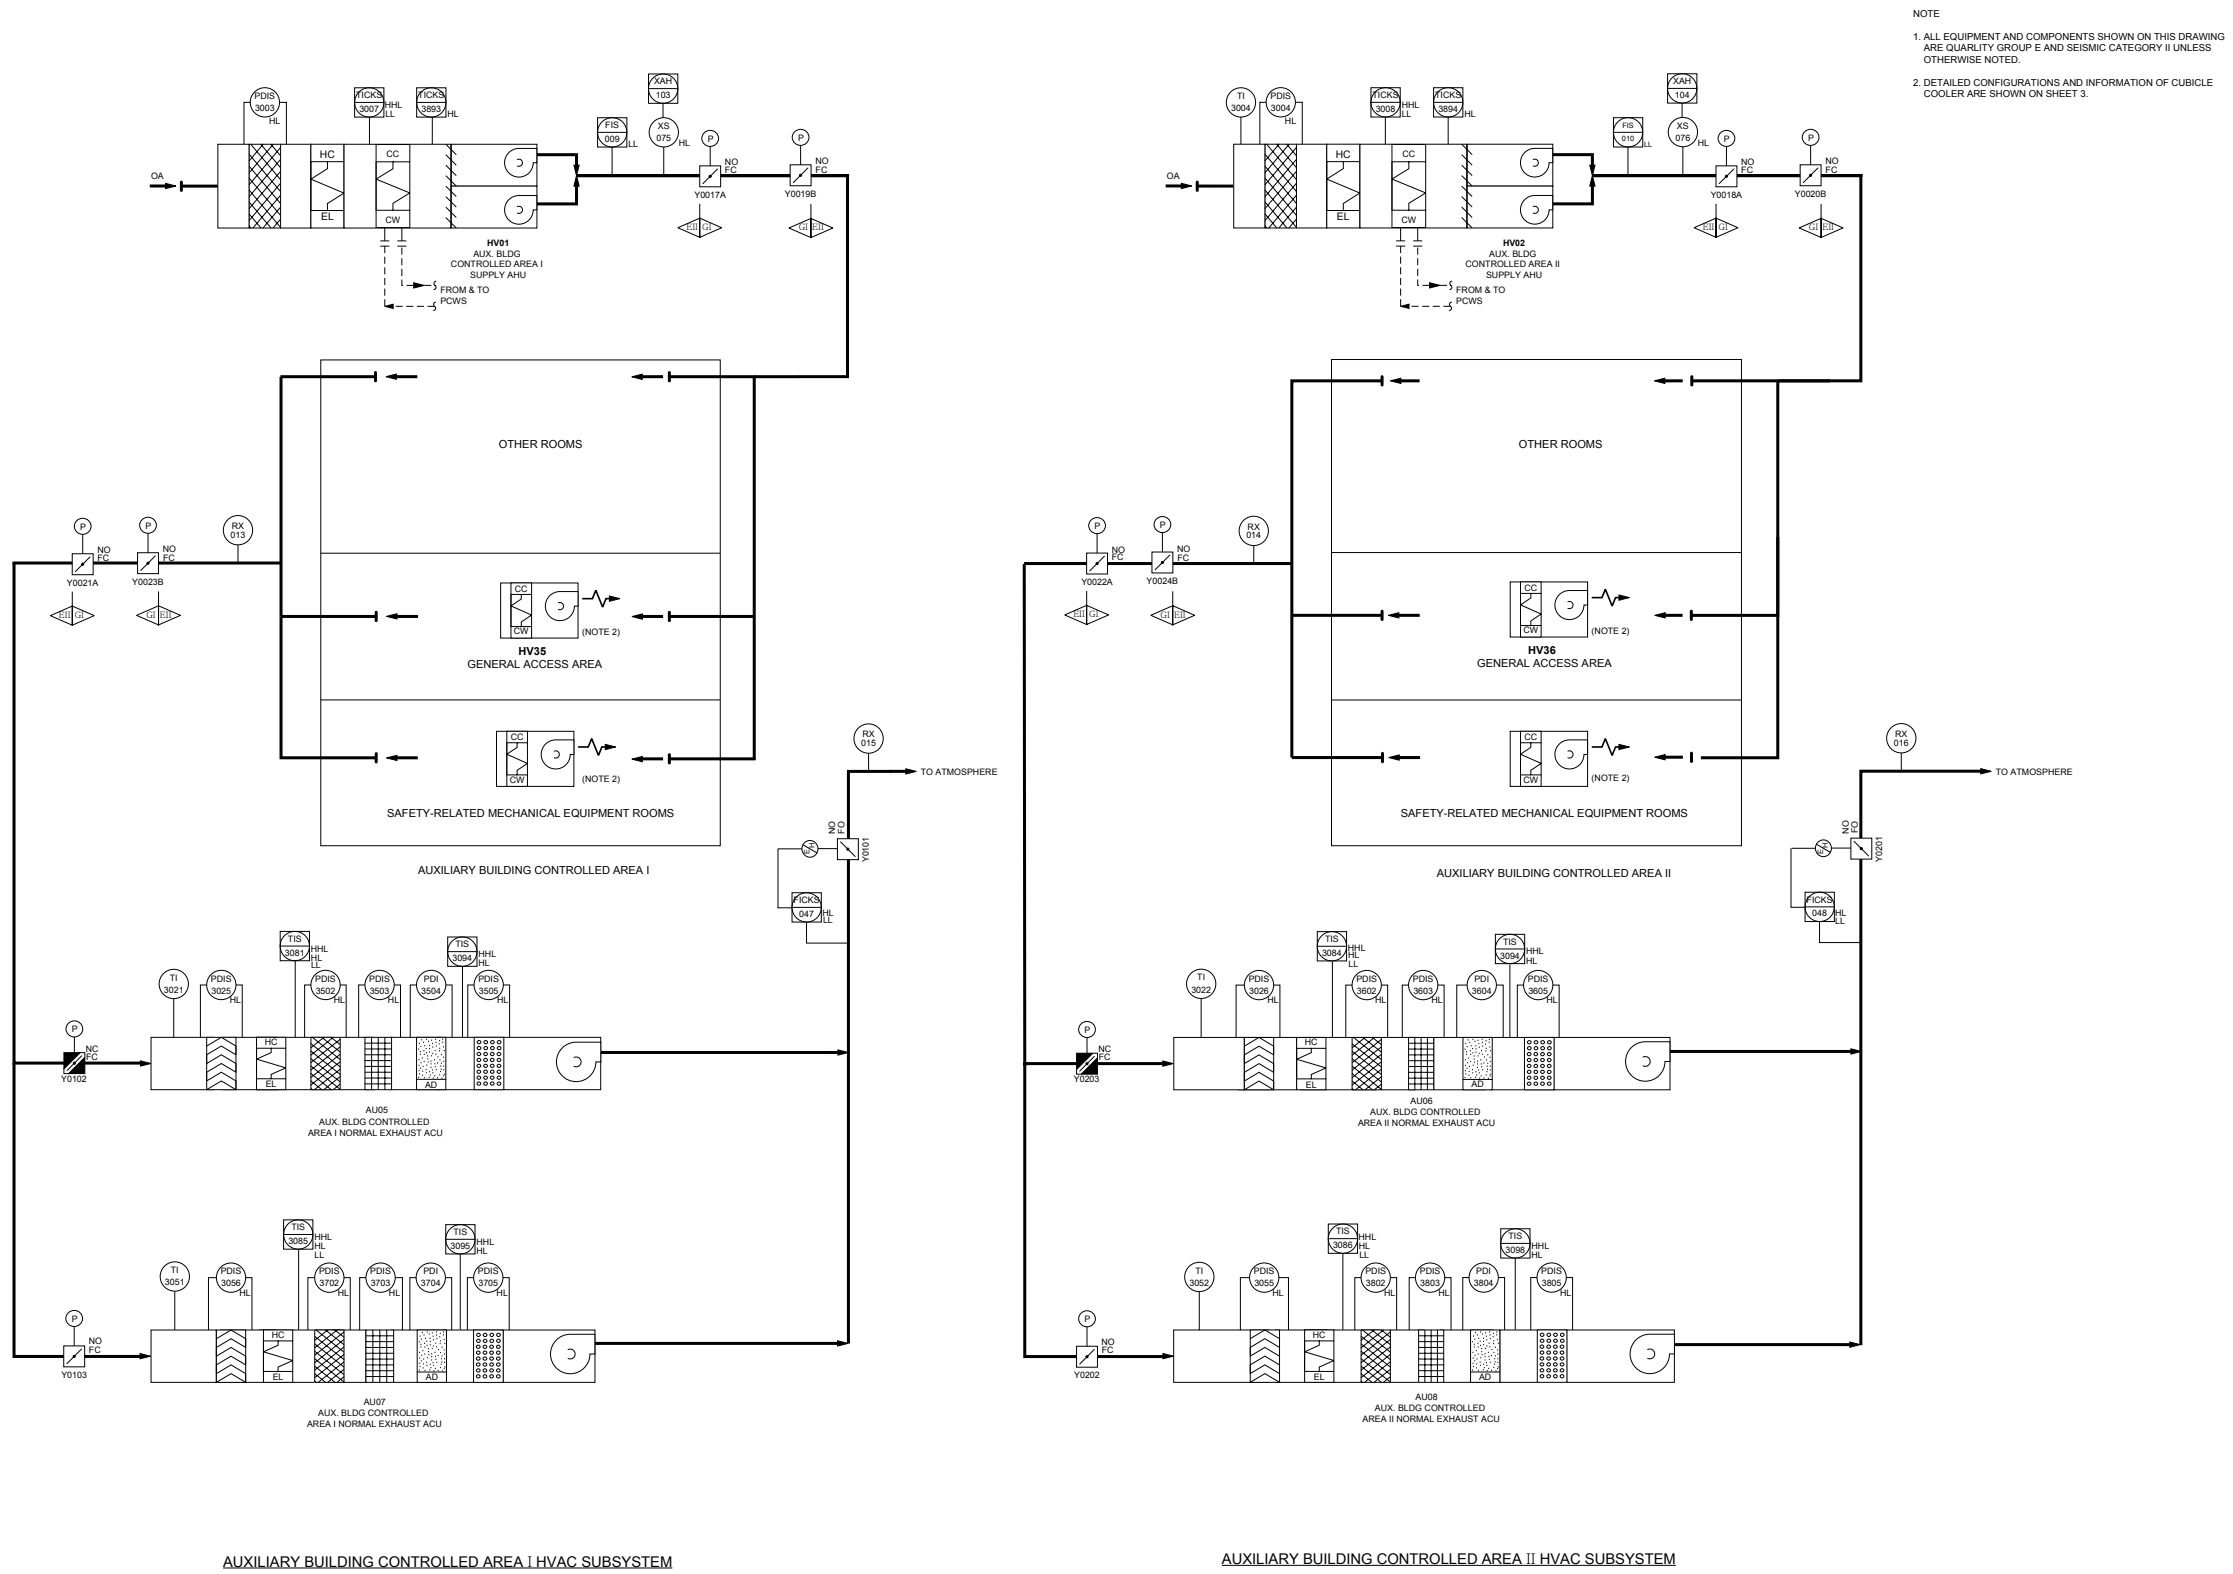 NOTE
1. ALL EQUIPMENT AND COMPONENTS SHOWN ON THIS DRAWING
ARE QUARLITY GROUP E AND SEISMIC CATEGORY II UNLESS
OTHERWISE NOTED.
2. DETAILED CONFIGURATIONS AND INFORMATION OF CUBICLE
COOLER ARE SHOWN ON SHEET 3.
PDIS
3003
HL
TICKS
3007
HHL
LL
TICKS
3893
HL
FIS
009
LL
XAH
103
XS
075
HL
P
NO
FC
Y0017A
EII GI
P
NO
FC
Y0019B
GI EII
OA
HC
EL
CC
CW
HV01
AUX. BLDG
CONTROLLED AREA I
SUPPLY AHU
FROM & TO
PCWS
OTHER ROOMS
P
NO
FC
Y0021A
EII GI
P
NO
FC
Y0023B
GI EII
RX
013
CC
CW
(NOTE 2)
HV35
GENERAL ACCESS AREA
CC
CW
(NOTE 2)
SAFETY-RELATED MECHANICAL EQUIPMENT ROOMS
AUXILIARY BUILDING CONTROLLED AREA I
RX
015
TO ATMOSPHERE
NO
FO
Y0101
E/H
FICKS
047
HL
LL
TI
3021
PDIS
3025
HL
TIS
3081
HHL
HL
LL
PDIS
3502
HL
PDIS
3503
HL
PDI
3504
TIS
3094
HHL
HL
PDIS
3505
HL
P
NC
FC
Y0102
HC
EL
AD
AU05
AUX. BLDG CONTROLLED
AREA I NORMAL EXHAUST ACU
TI
3051
PDIS
3056
HL
TIS
3085
HHL
HL
LL
PDIS
3702
HL
PDIS
3703
HL
PDI
3704
TIS
3095
HHL
HL
PDIS
3705
HL
P
NO
FC
Y0103
HC
EL
AD
AU07
AUX. BLDG CONTROLLED
AREA I NORMAL EXHAUST ACU
AUXILIARY BUILDING CONTROLLED AREA I HVAC SUBSYSTEM
TI
3004
PDIS
3004
HL
TICKS
3008
HHL
LL
TICKS
3894
HL
FIS
010
LL
XAH
104
XS
076
HL
P
NO
FC
Y0018A
EII GI
P
NO
FC
Y0020B
GI EII
OA
HC
EL
CC
CW
HV02
AUX. BLDG
CONTROLLED AREA II
SUPPLY AHU
FROM & TO
PCWS
OTHER ROOMS
P
NO
FC
Y0022A
EII GI
P
NO
FC
Y0024B
GI EII
RX
014
CC
CW
(NOTE 2)
HV36
GENERAL ACCESS AREA
CC
CW
(NOTE 2)
SAFETY-RELATED MECHANICAL EQUIPMENT ROOMS
AUXILIARY BUILDING CONTROLLED AREA II
RX
016
TO ATMOSPHERE
NO
FO
Y0201
E/H
FICKS
048
HL
LL
TI
3022
PDIS
3026
HL
TIS
3084
HHL
HL
LL
PDIS
3602
HL
PDIS
3603
HL
PDI
3604
TIS
3094
HHL
HL
PDIS
3605
HL
P
NC
FC
Y0203
HC
EL
AD
AU06
AUX. BLDG CONTROLLED
AREA II NORMAL EXHAUST ACU
TI
3052
PDIS
3055
HL
TIS
3086
HHL
HL
LL
PDIS
3802
HL
PDIS
3803
HL
PDI
3804
TIS
3098
HHL
HL
PDIS
3805
HL
P
NO
FC
Y0202
HC
EL
AD
AU08
AUX. BLDG CONTROLLED
AREA II NORMAL EXHAUST ACU
AUXILIARY BUILDING CONTROLLED AREA II HVAC SUBSYSTEM